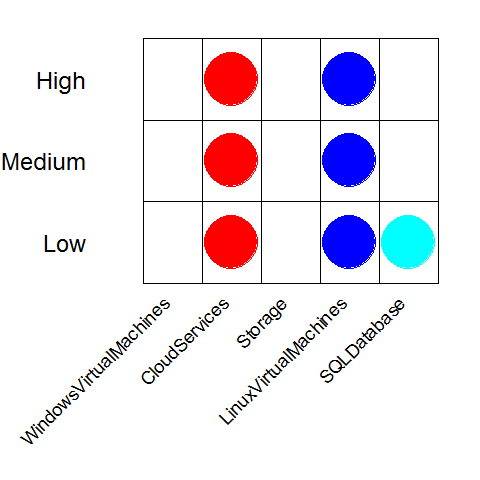 High
Medium
Low
WindowsVirtualMachines
CloudServices
Storage
LinuxVirtualMachines
SQLDatabase